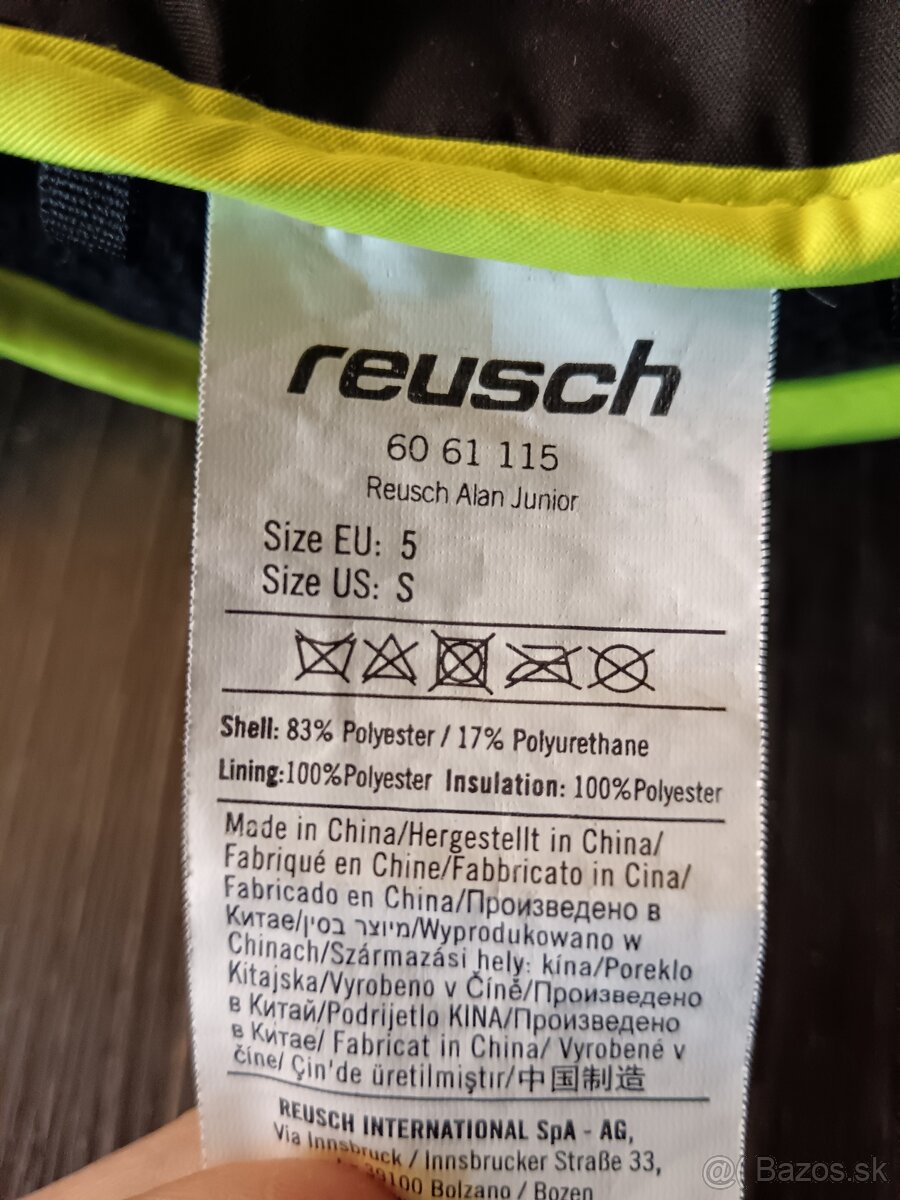 reusch
60 61 115
Reusch Alan Junior
Size EU: 5
Size US: S
Shell: 83% Polyester / 17% Polyurethane
Lining:100%Polyester Insulation: 100%Polyester
Made in China/Hergestellt in China/
Fabriqué en Chine/Fabbricato in Cina/
Fabricado en China/Произведено в
Китае/מיוצר בסין/Wyprodukowano w
Chinach/Származási hely: kína/Poreklo
Kitajska/Vyrobeno v Číně/Произведено
в Китай/Podrijetlo KINA/Произведено
в Китае/ Fabricat in China/ Vyrobené v
číne/ Çin'de üretilmiştir/中国制造
REUSCH INTERNATIONAL SpA - AG,
Via Innsbruck / Innsbrucker Straße 33,
39100 Bolzano / Bozen
@ Bazos.sk